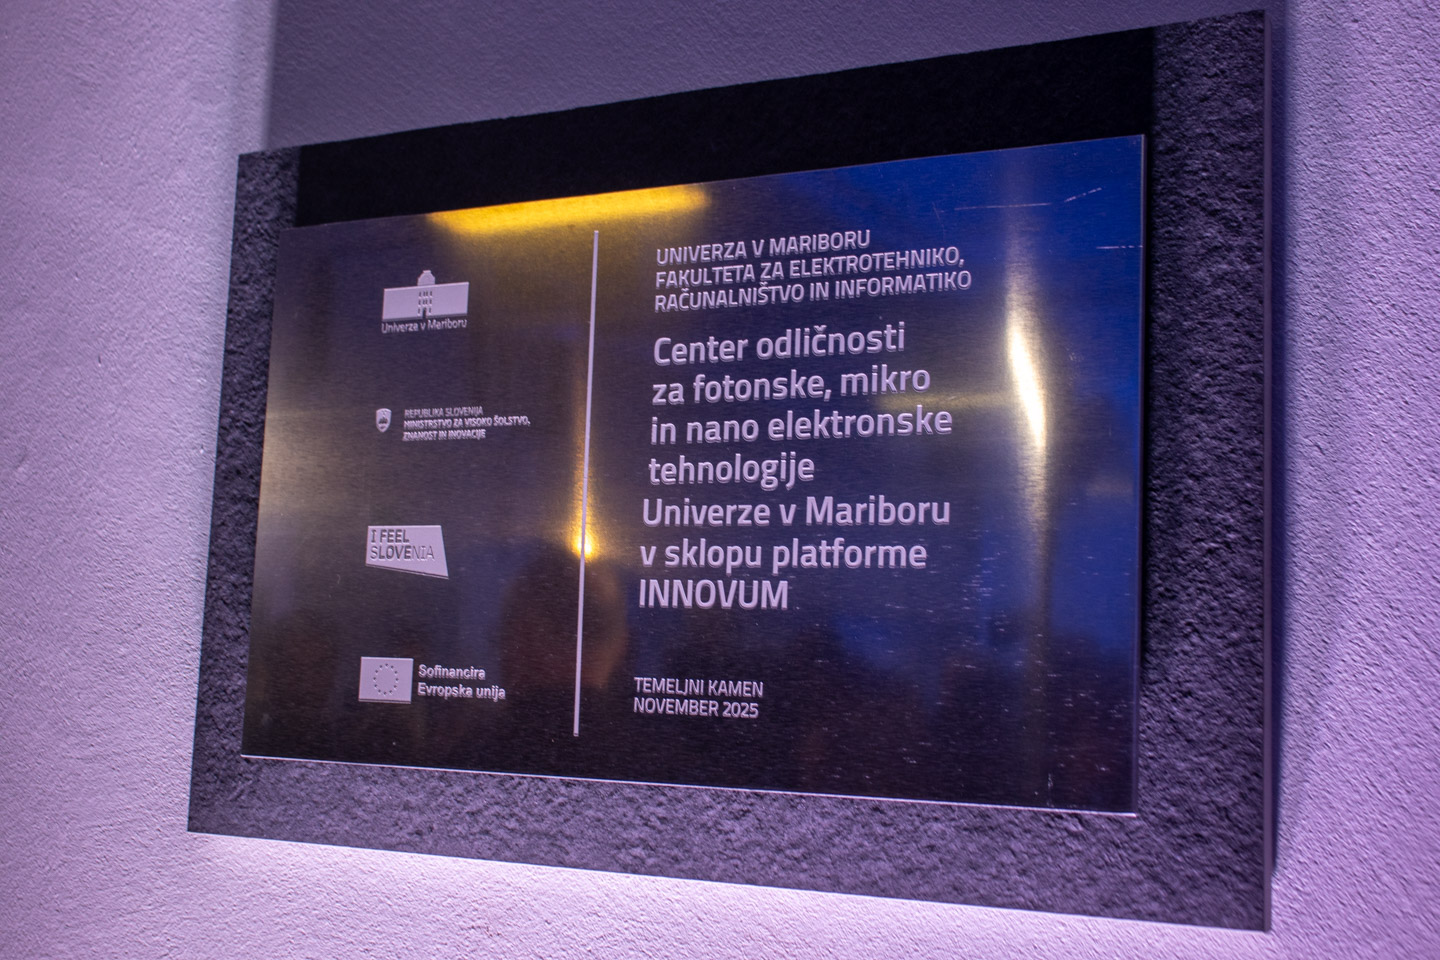 Univerze v Mariboru
REPUBLIKA SLOVENIJA
MINISTRSTVO ZA VISOKO ŠOLSTVO,
ZNANOST IN INOVACIJE
I FEEL
SLOVENIA
Sofinancira
Evropska unija
UNIVERZA V MARIBORU
FAKULTETA ZA ELEKTROTEHNIKO,
RAČUNALNIŠTVO IN INFORMATIKO
Center odličnosti
za fotonske, mikro
in nano elektronske
tehnologije
Univerze v Mariboru
v sklopu platforme
INNOVUM
TEMELJNI KAMEN
NOVEMBER 2025